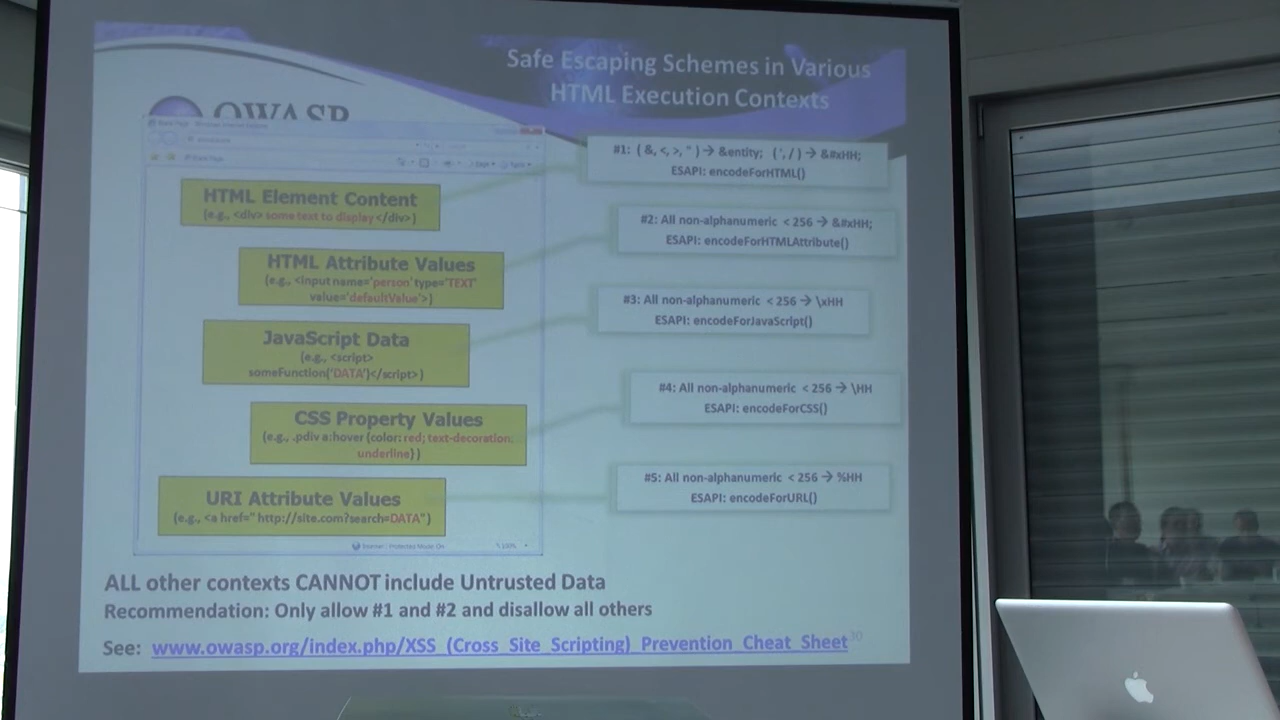 Safe Escaping Schemes in Various
HTML Execution Contexts
OWASP
HTML Element Content
(e.g., <div> some text to display </div>)
#1: ( &, <, >, " ) → &entity; ( ', / ) → &#xHH;
ESAPI: encodeForHTML()
HTML Attribute Values
(e.g., <input name='person' type='TEXT'
value='defaultValue'>)
#2: All non-alphanumeric < 256 → &#xHH;
ESAPI: encodeForHTMLAttribute()
JavaScript Data
(e.g., <script>
someFunction('DATA')</script>)
#3: All non-alphanumeric < 256 → \xHH
ESAPI: encodeForJavaScript()
CSS Property Values
(e.g., .pdiv a:hover {color: red; text-decoration:
underline} )
#4: All non-alphanumeric < 256 → \HH
ESAPI: encodeForCSS()
URI Attribute Values
(e.g., <a href=" http://site.com?search=DATA")
#5: All non-alphanumeric < 256 → %HH
ESAPI: encodeForURL()
ALL other contexts CANNOT include Untrusted Data
Recommendation: Only allow #1 and #2 and disallow all others
See: www.owasp.org/index.php/XSS_(Cross_Site_Scripting)_Prevention_Cheat_Sheet
30